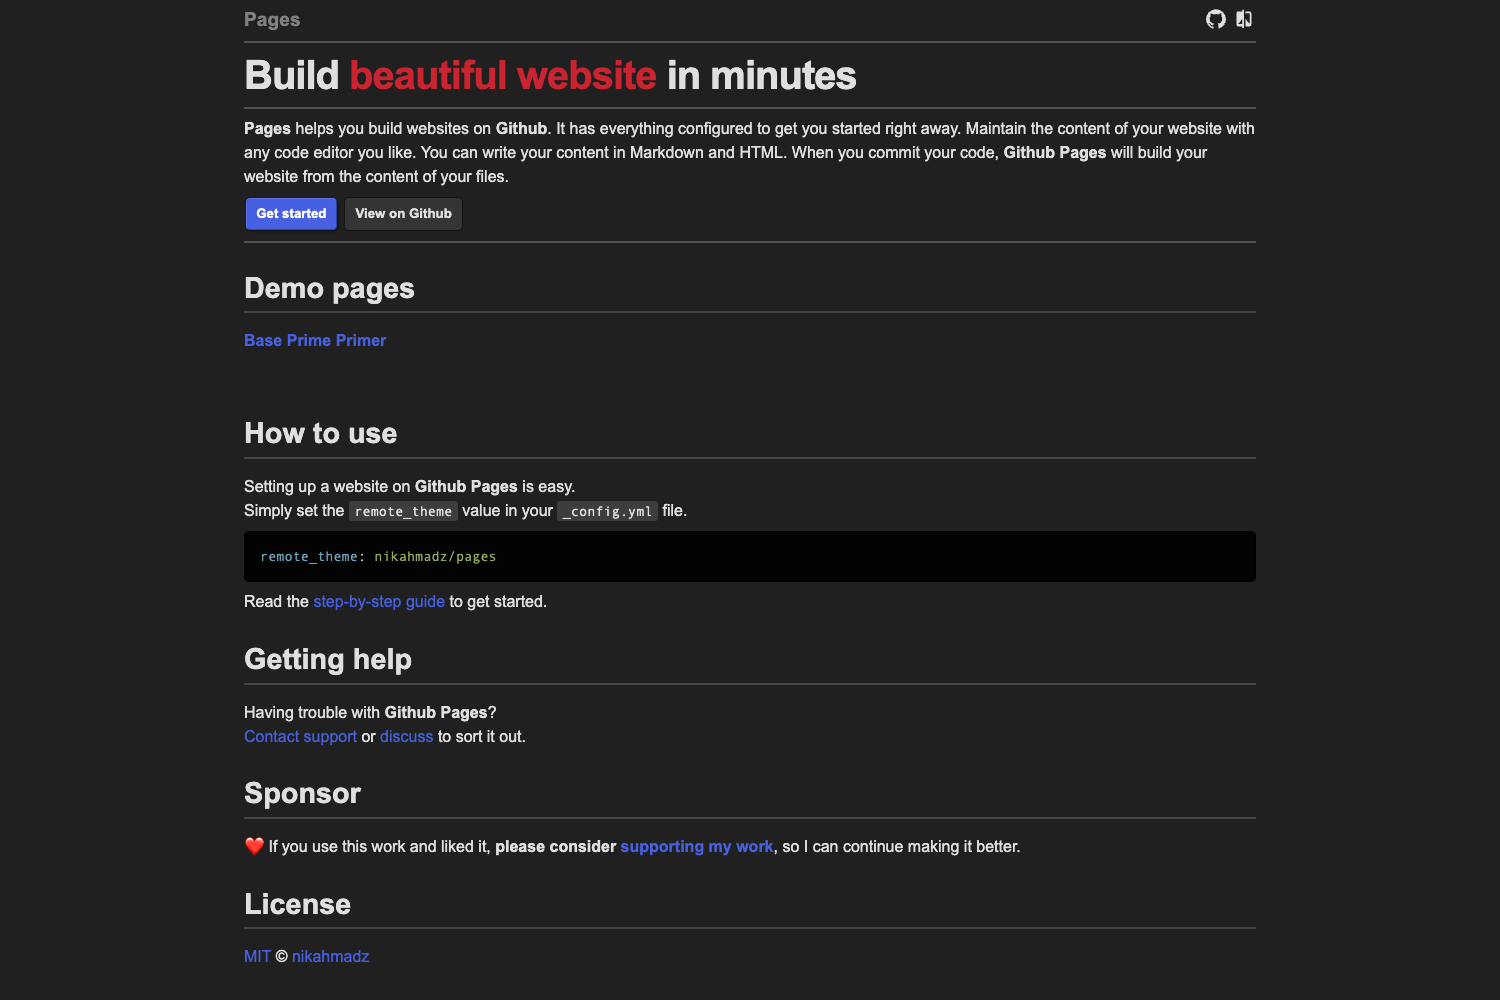 Pages
Build beautiful website in minutes
Pages helps you build websites on Github. It has everything configured to get you started right away. Maintain the content of your website with
any code editor you like. You can write your content in Markdown and HTML. When you commit your code, Github Pages will build your
website from the content of your files.
Get started View on Github
Demo pages
Base Prime Primer
How to use
Setting up a website on Github Pages is easy.
Simply set the remote_theme value in your _config.yml file.
remote_theme: nikahmadz/pages
Read the step-by-step guide to get started.
Getting help
Having trouble with Github Pages?
Contact support or discuss to sort it out.
Sponsor
❤️ If you use this work and liked it, please consider supporting my work, so I can continue making it better.
License
MIT © nikahmadz